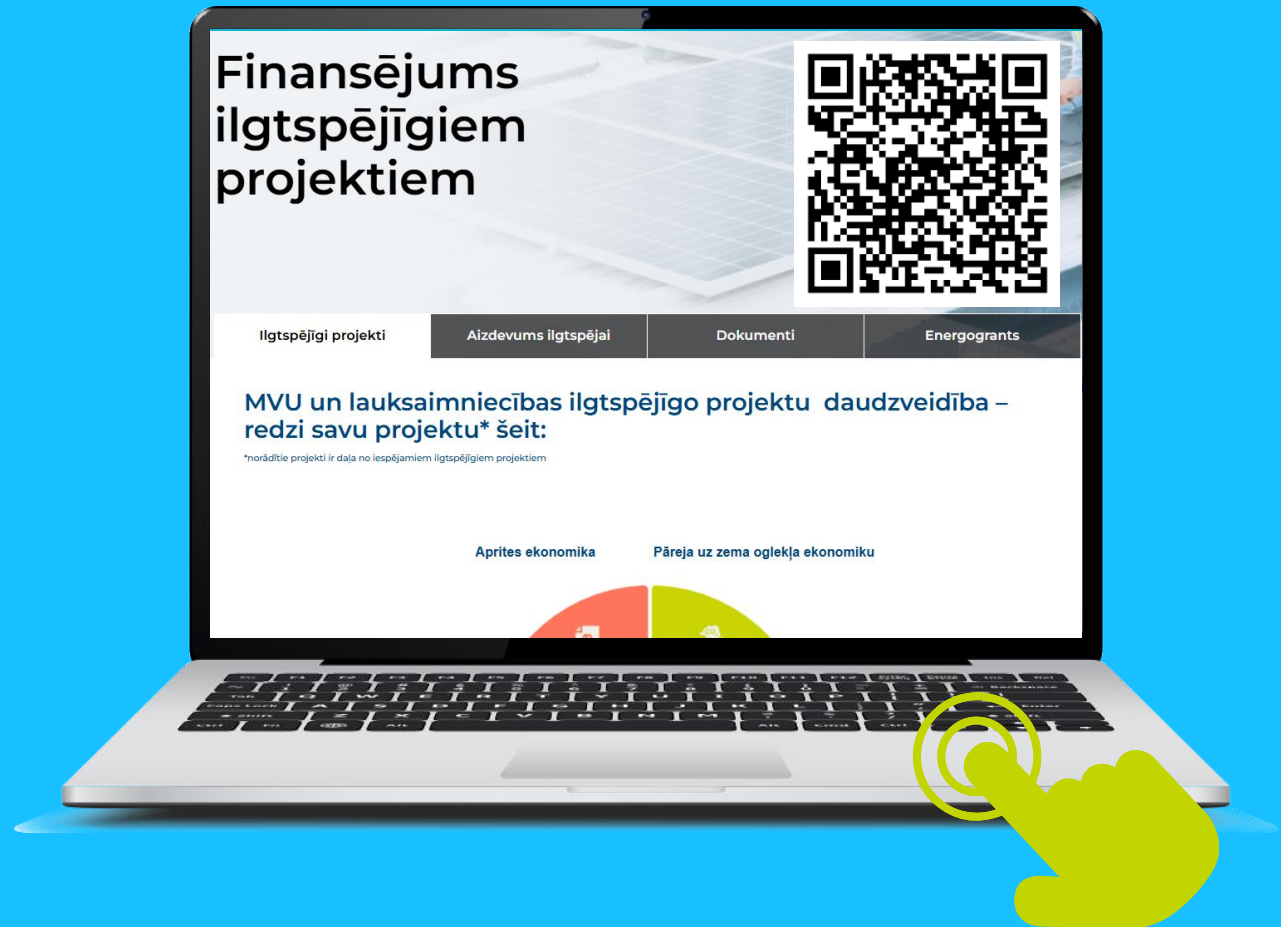 Finansējums
ilgtspējīgiem
projektiem
Ilgtspējīgi projekti
Aizdevums ilgtspējai
Dokumenti
Energogrants
MVU un lauksaimniecības ilgtspējīgo projektu daudzveidība –
redzi savu projektu* šeit:
*norādītie projekti ir daļa no iespējamiem ilgtspējīgiem projektiem
Aprites ekonomika
Pāreja uz zema oglekļa ekonomiku